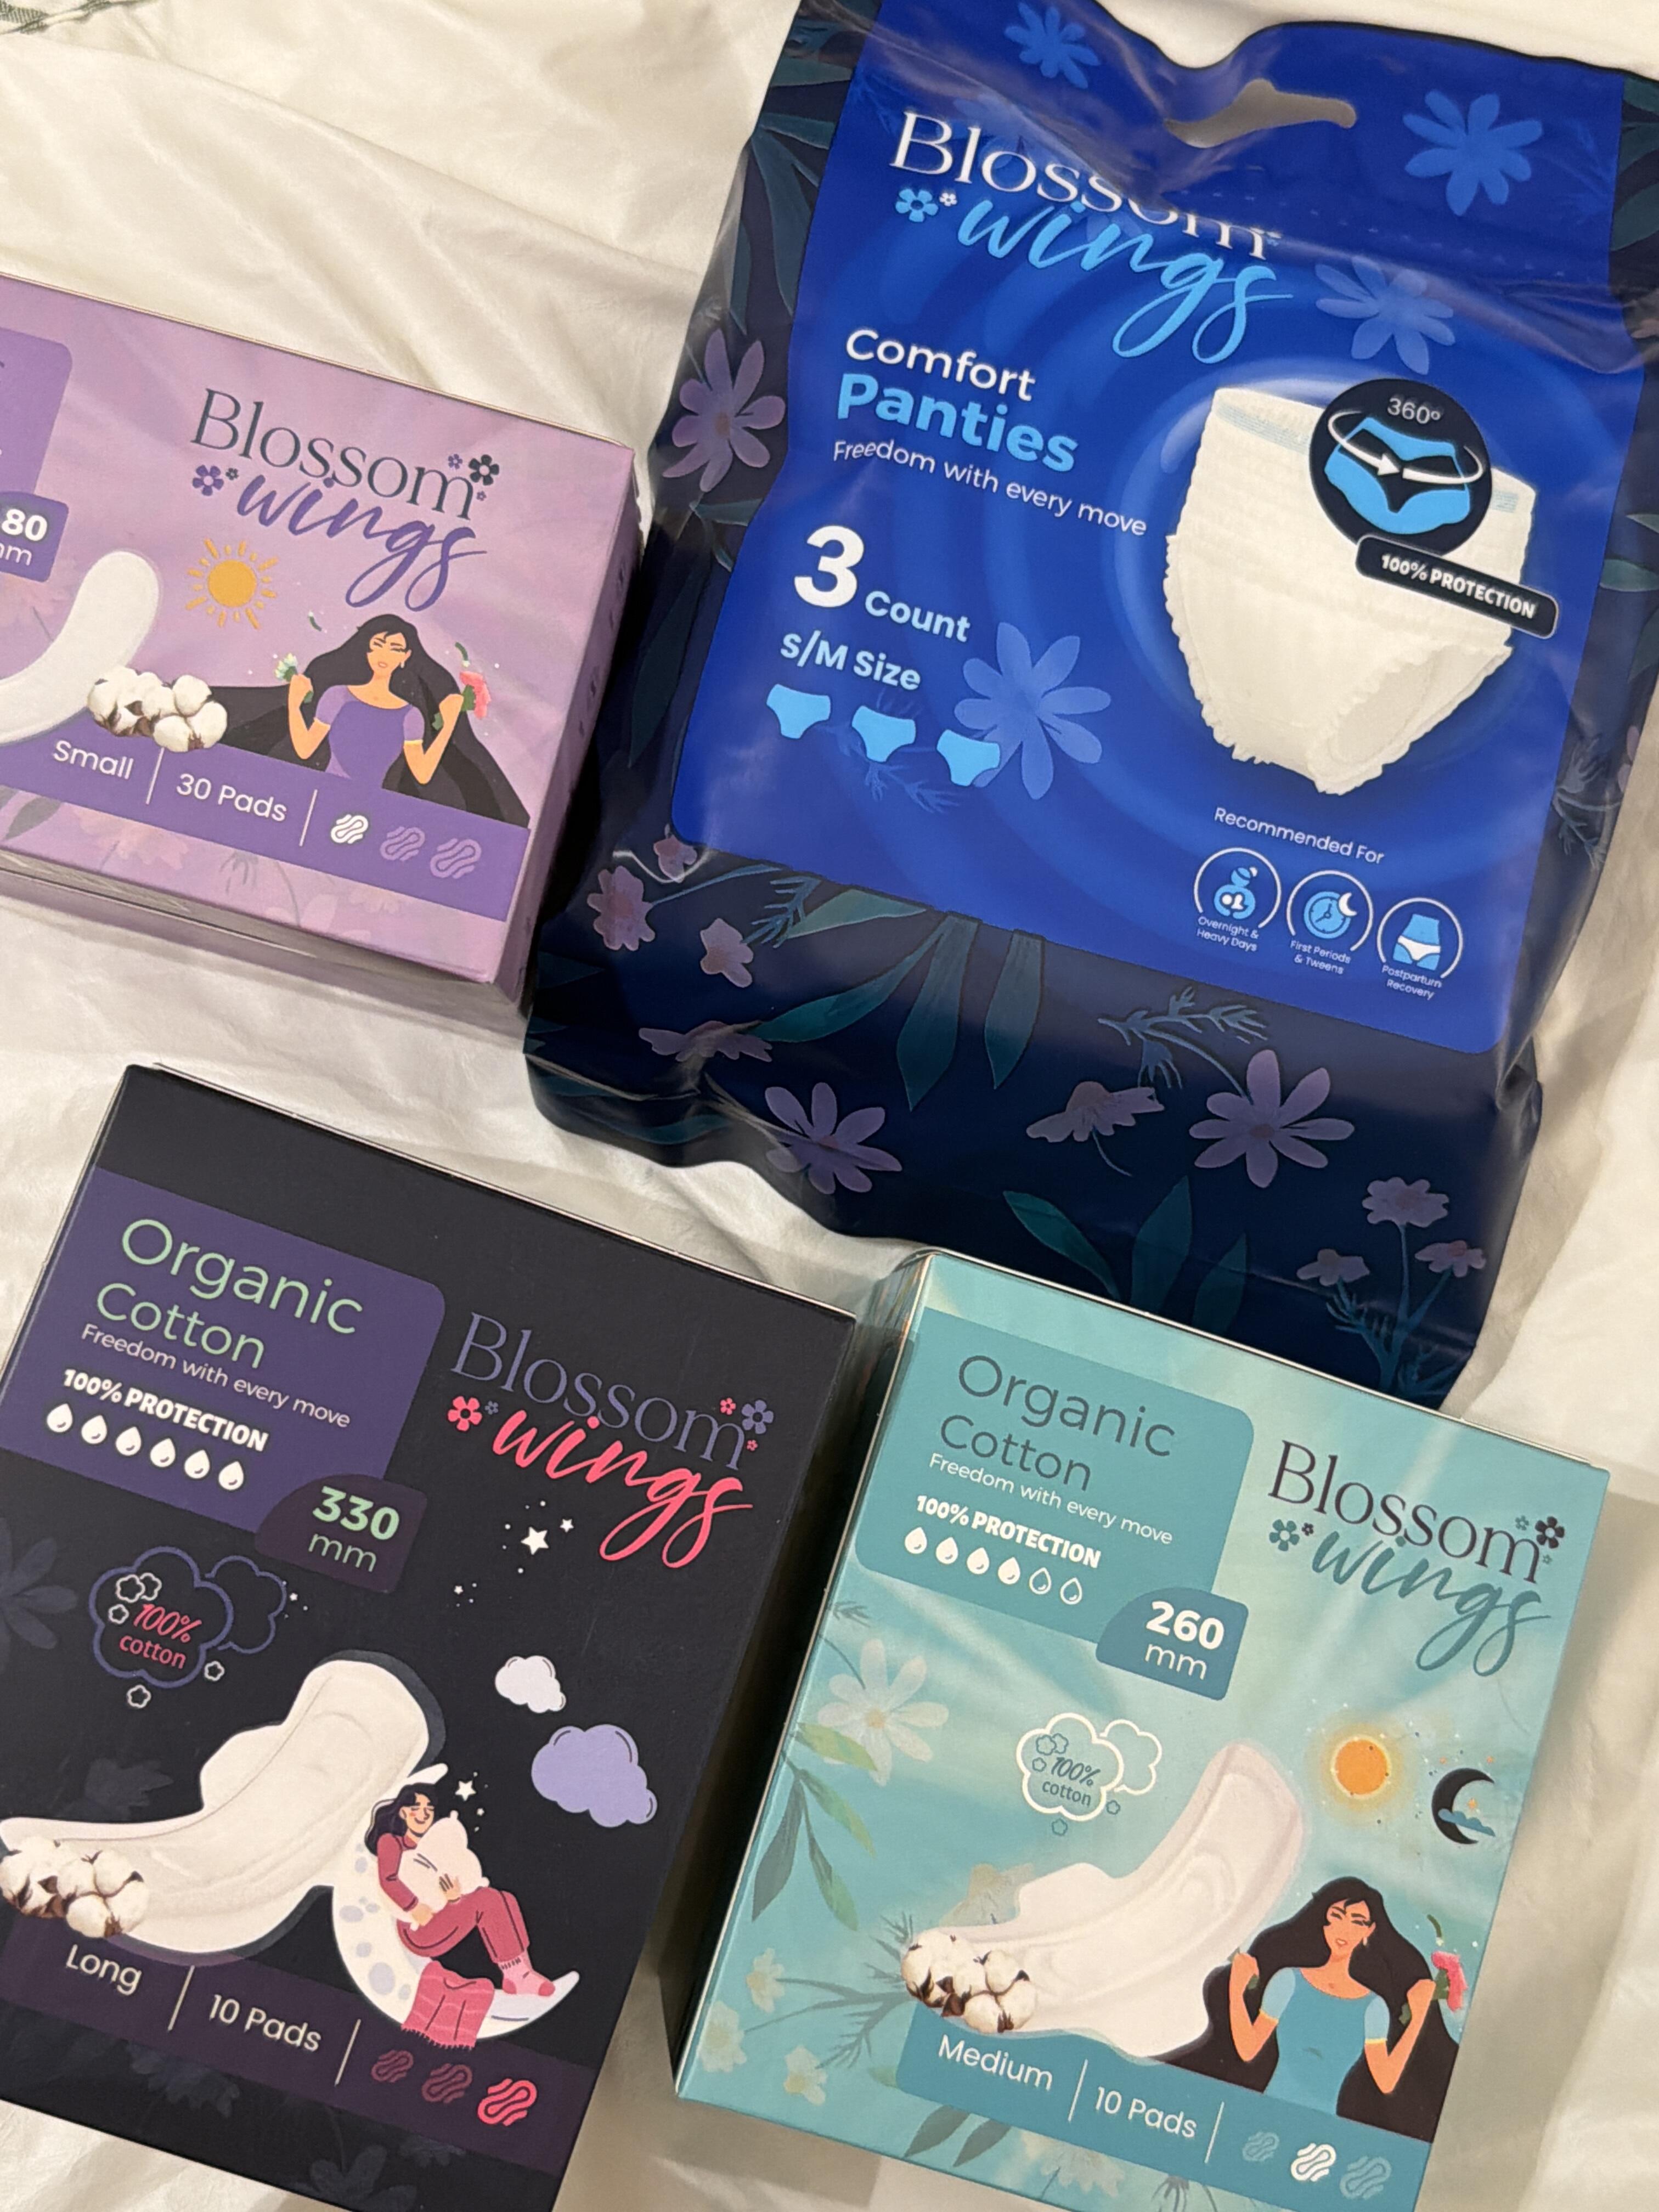 Blossom
wings
Comfort
Panties
Freedom with every move
3 Count
S/M Size
360°
100% PROTECTION
Recommended For
Overnight &
Heavy Days
First Periods
& Tweens
Postpartum
Recovery
Blossom
wings
80
mm
Small | 30 Pads
Organic
Cotton
Freedom with every move
100% PROTECTION
330
mm
Blossom
wings
100%
cotton
Long | 10 Pads
Organic
Cotton
Freedom with every move
100% PROTECTION
260
mm
Blossom
wings
100%
cotton
Medium | 10 Pads